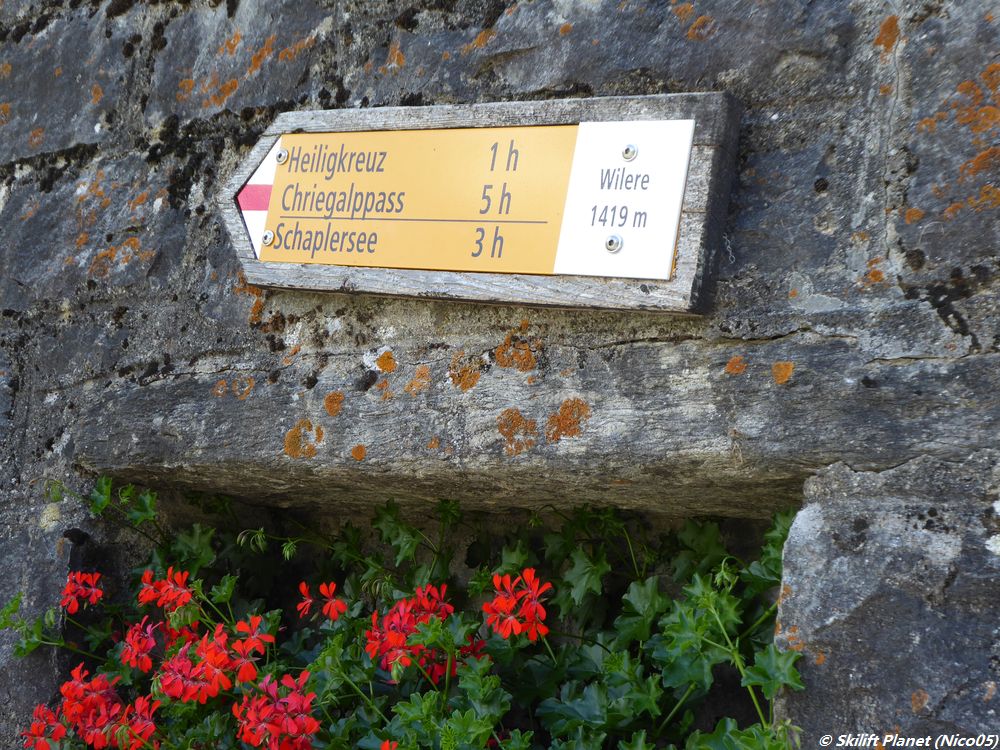 Heiligkreuz 1 h
Chriegalppass 5 h
Schaplersee 3 h
Wilere
1419 m
© Skilift Planet (Nico05)